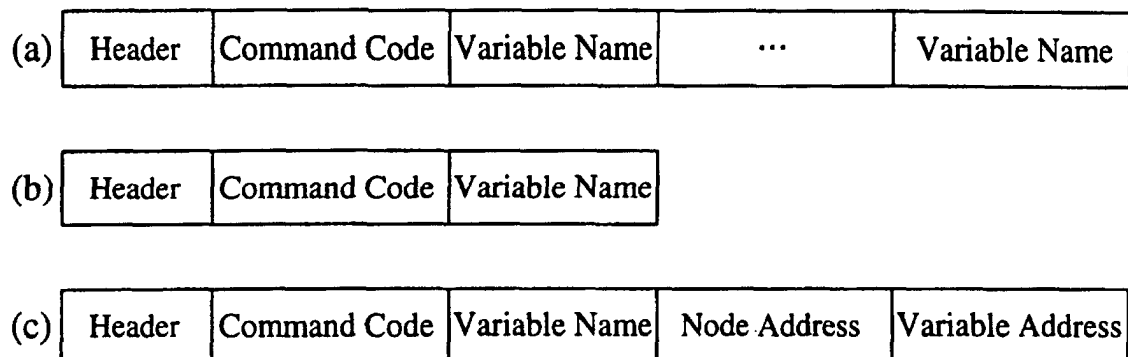 (a) Header Command Code Variable Name ... Variable Name
(b) Header Command Code Variable Name
(c) Header Command Code Variable Name Node Address Variable Address